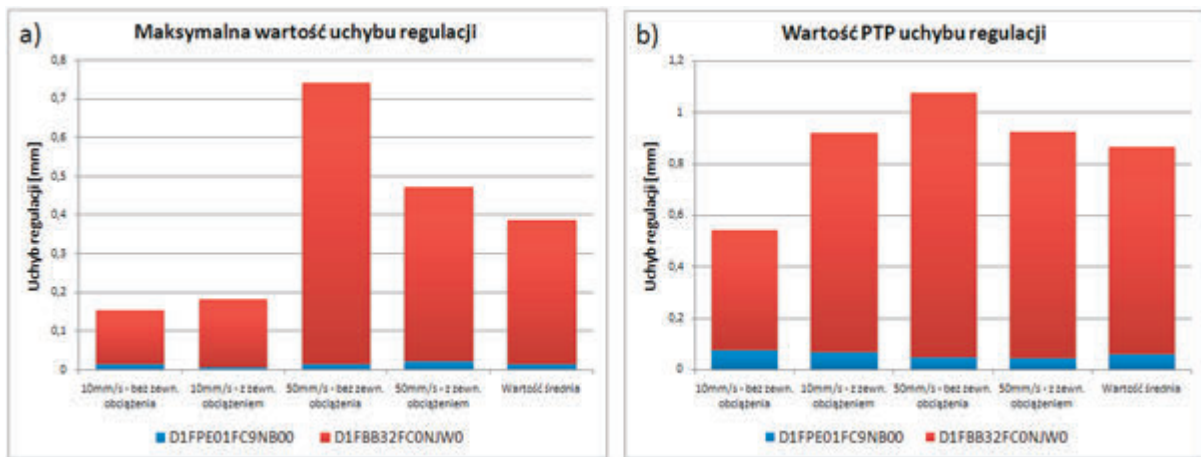 a)
Maksymalna wartość uchybu regulacji
Uchyb regulacji [mm]
0,8
0,7
0,6
0,5
0,4
0,3
0,2
0,1
0
10mm/s - bez zewn.
obciążenia
10mm/s - z zewn.
obciążeniem
50mm/s - bez zewn.
obciążenia
50mm/s - z zewn.
obciążeniem
Wartość średnia
D1FPE01FC9NB00
D1FBB32FC0NJW0
b)
Wartość PTP uchybu regulacji
Uchyb regulacji [mm]
1,2
1
0,8
0,6
0,4
0,2
0
10mm/s - bez zewn.
obciążenia
10mm/s - z zewn.
obciążeniem
50mm/s - bez zewn.
obciążenia
50mm/s - z zewn.
obciążeniem
Wartość średnia
D1FPE01FC9NB00
D1FBB32FC0NJW0